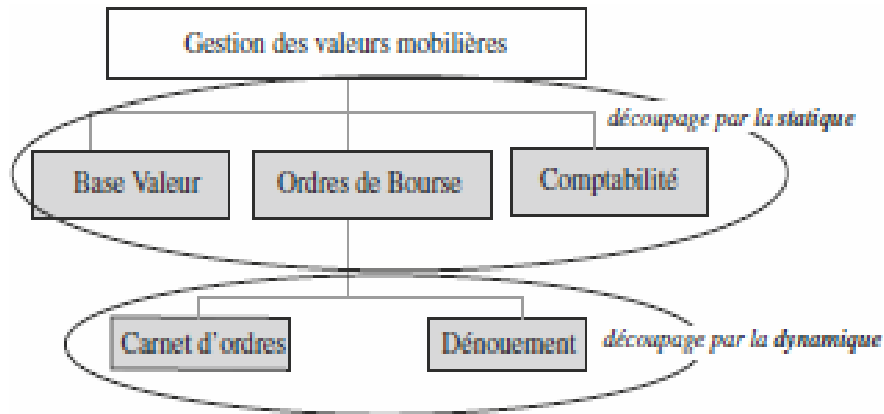 Gestion des valeurs mobilières
découpage par la statique
Base Valeur
Ordres de Bourse
Comptabilité
Carnet d'ordres
Dénouement
découpage par la dynamique